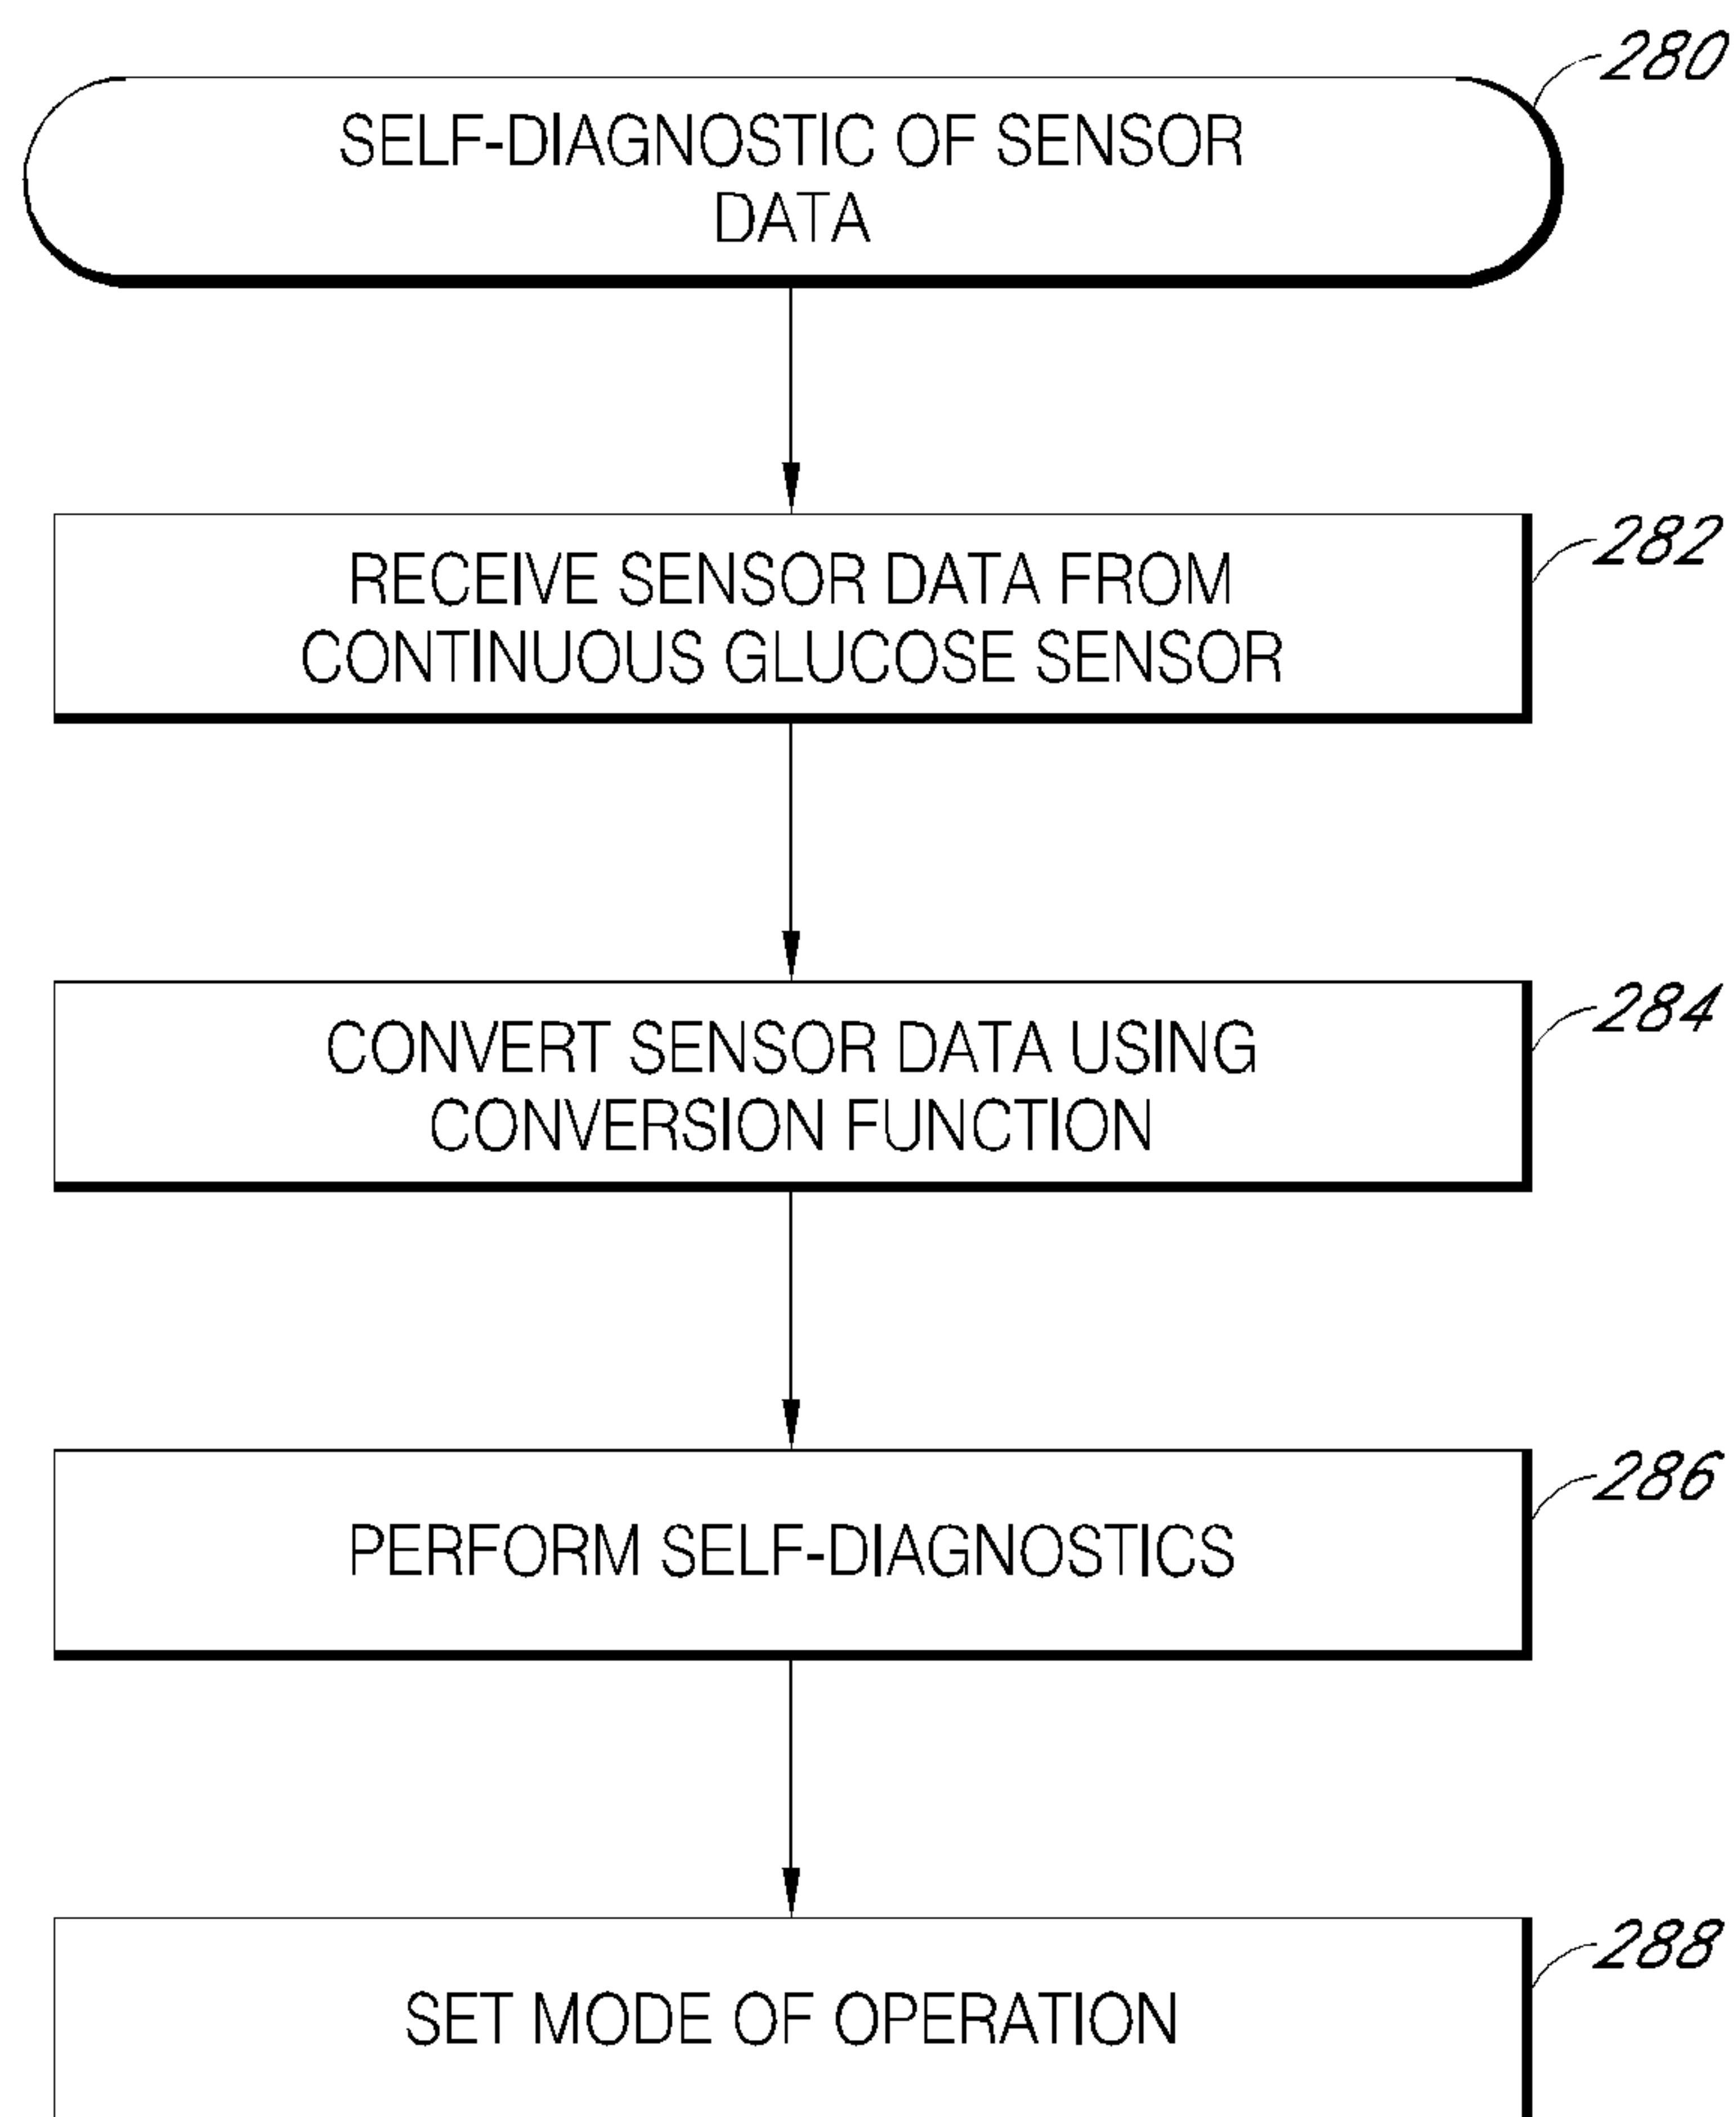 280
SELF-DIAGNOSTIC OF SENSOR
DATA
282
RECEIVE SENSOR DATA FROM
CONTINUOUS GLUCOSE SENSOR
284
CONVERT SENSOR DATA USING
CONVERSION FUNCTION
286
PERFORM SELF-DIAGNOSTICS
288
SET MODE OF OPERATION